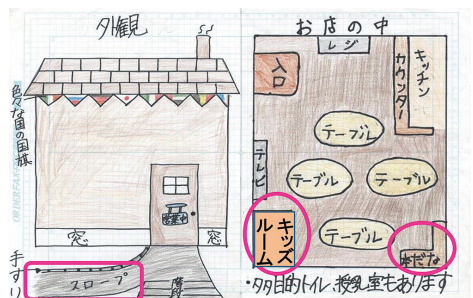 外観
色々な国の国旗
営業中
窓
窓
手すり
スロープ
階段
お店の中
レジ
入口
キッチン
カウンター
テーブル
テレビ
テーブル
テーブル
テーブル
キッズ
ルーム
本だな
・多目的トイレ、授乳室もあります